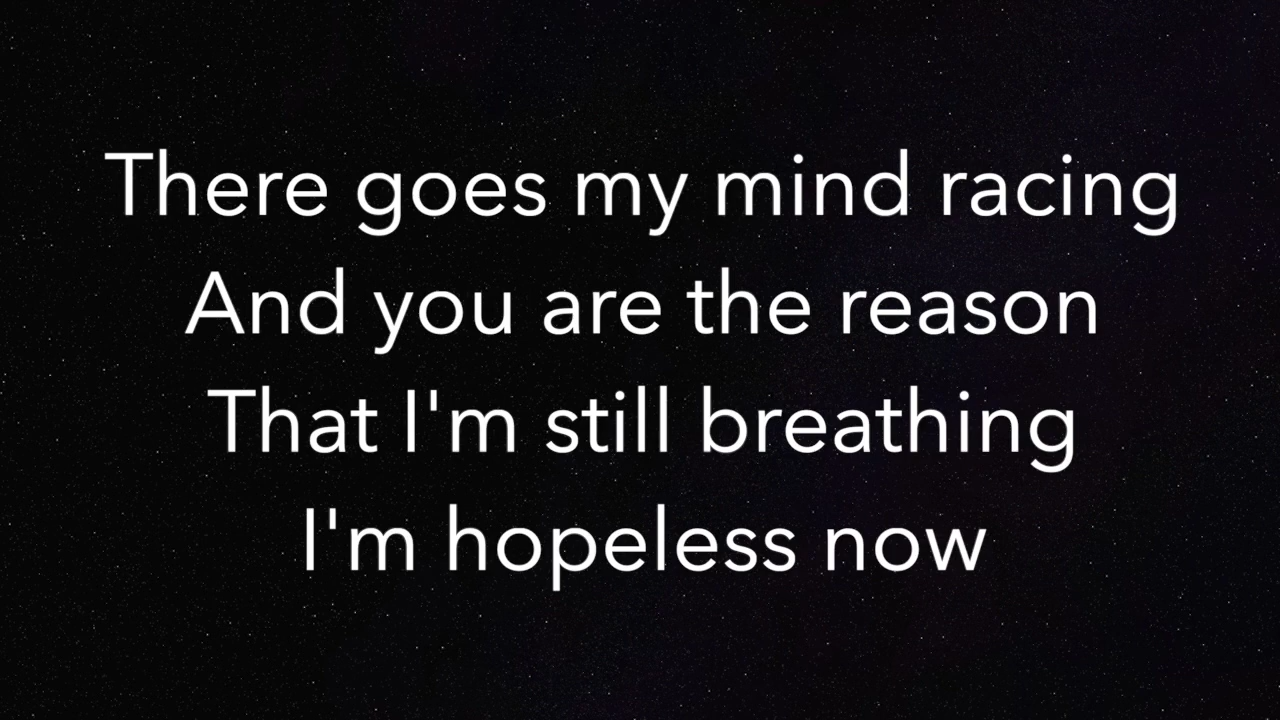 There goes my mind racing
And you are the reason
That I'm still breathing
I'm hopeless now